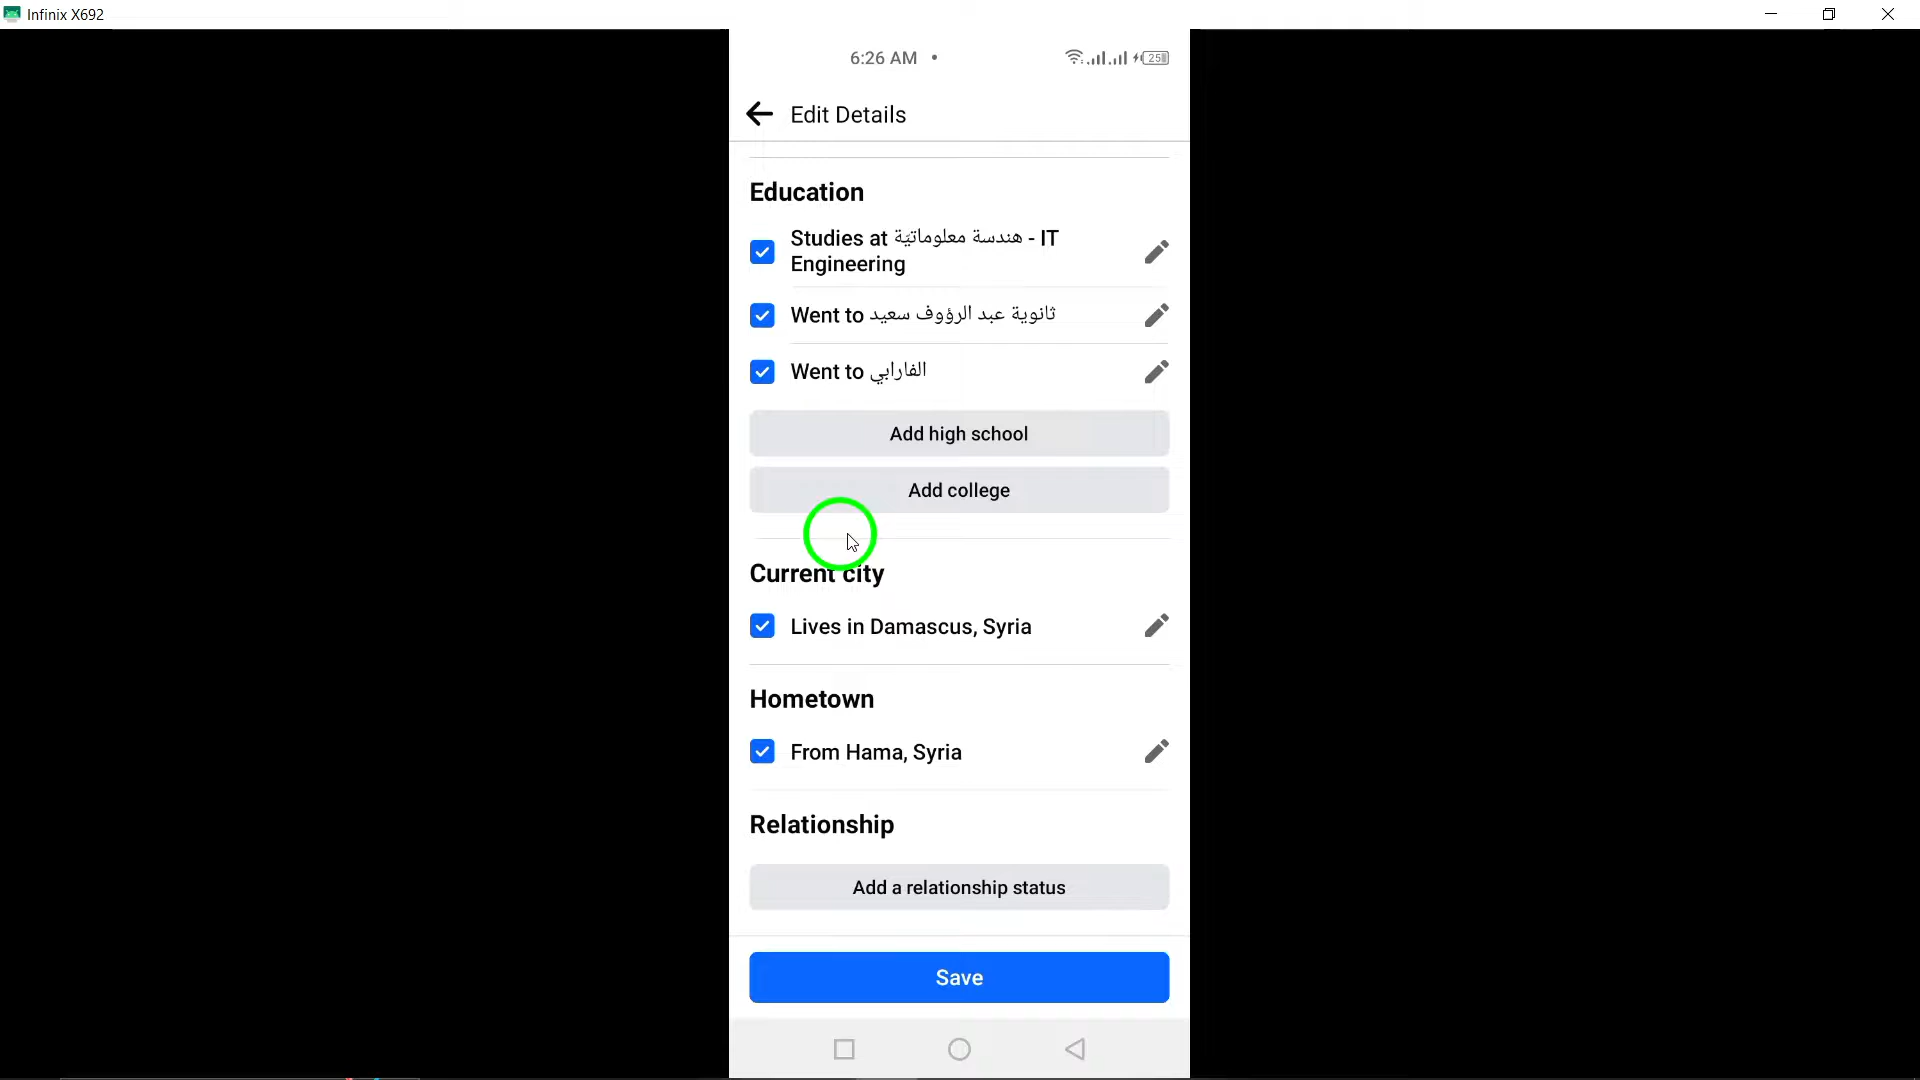 Infinix X692
6:26 AM •
25
Edit Details
Education
Studies at هندسة معلوماتيّة - IT
Engineering
Went to ثانوية عبد الرؤوف سعيد
Went to الفارابي
Add high school
Add college
Current city
Lives in Damascus, Syria
Hometown
From Hama, Syria
Relationship
Add a relationship status
Save